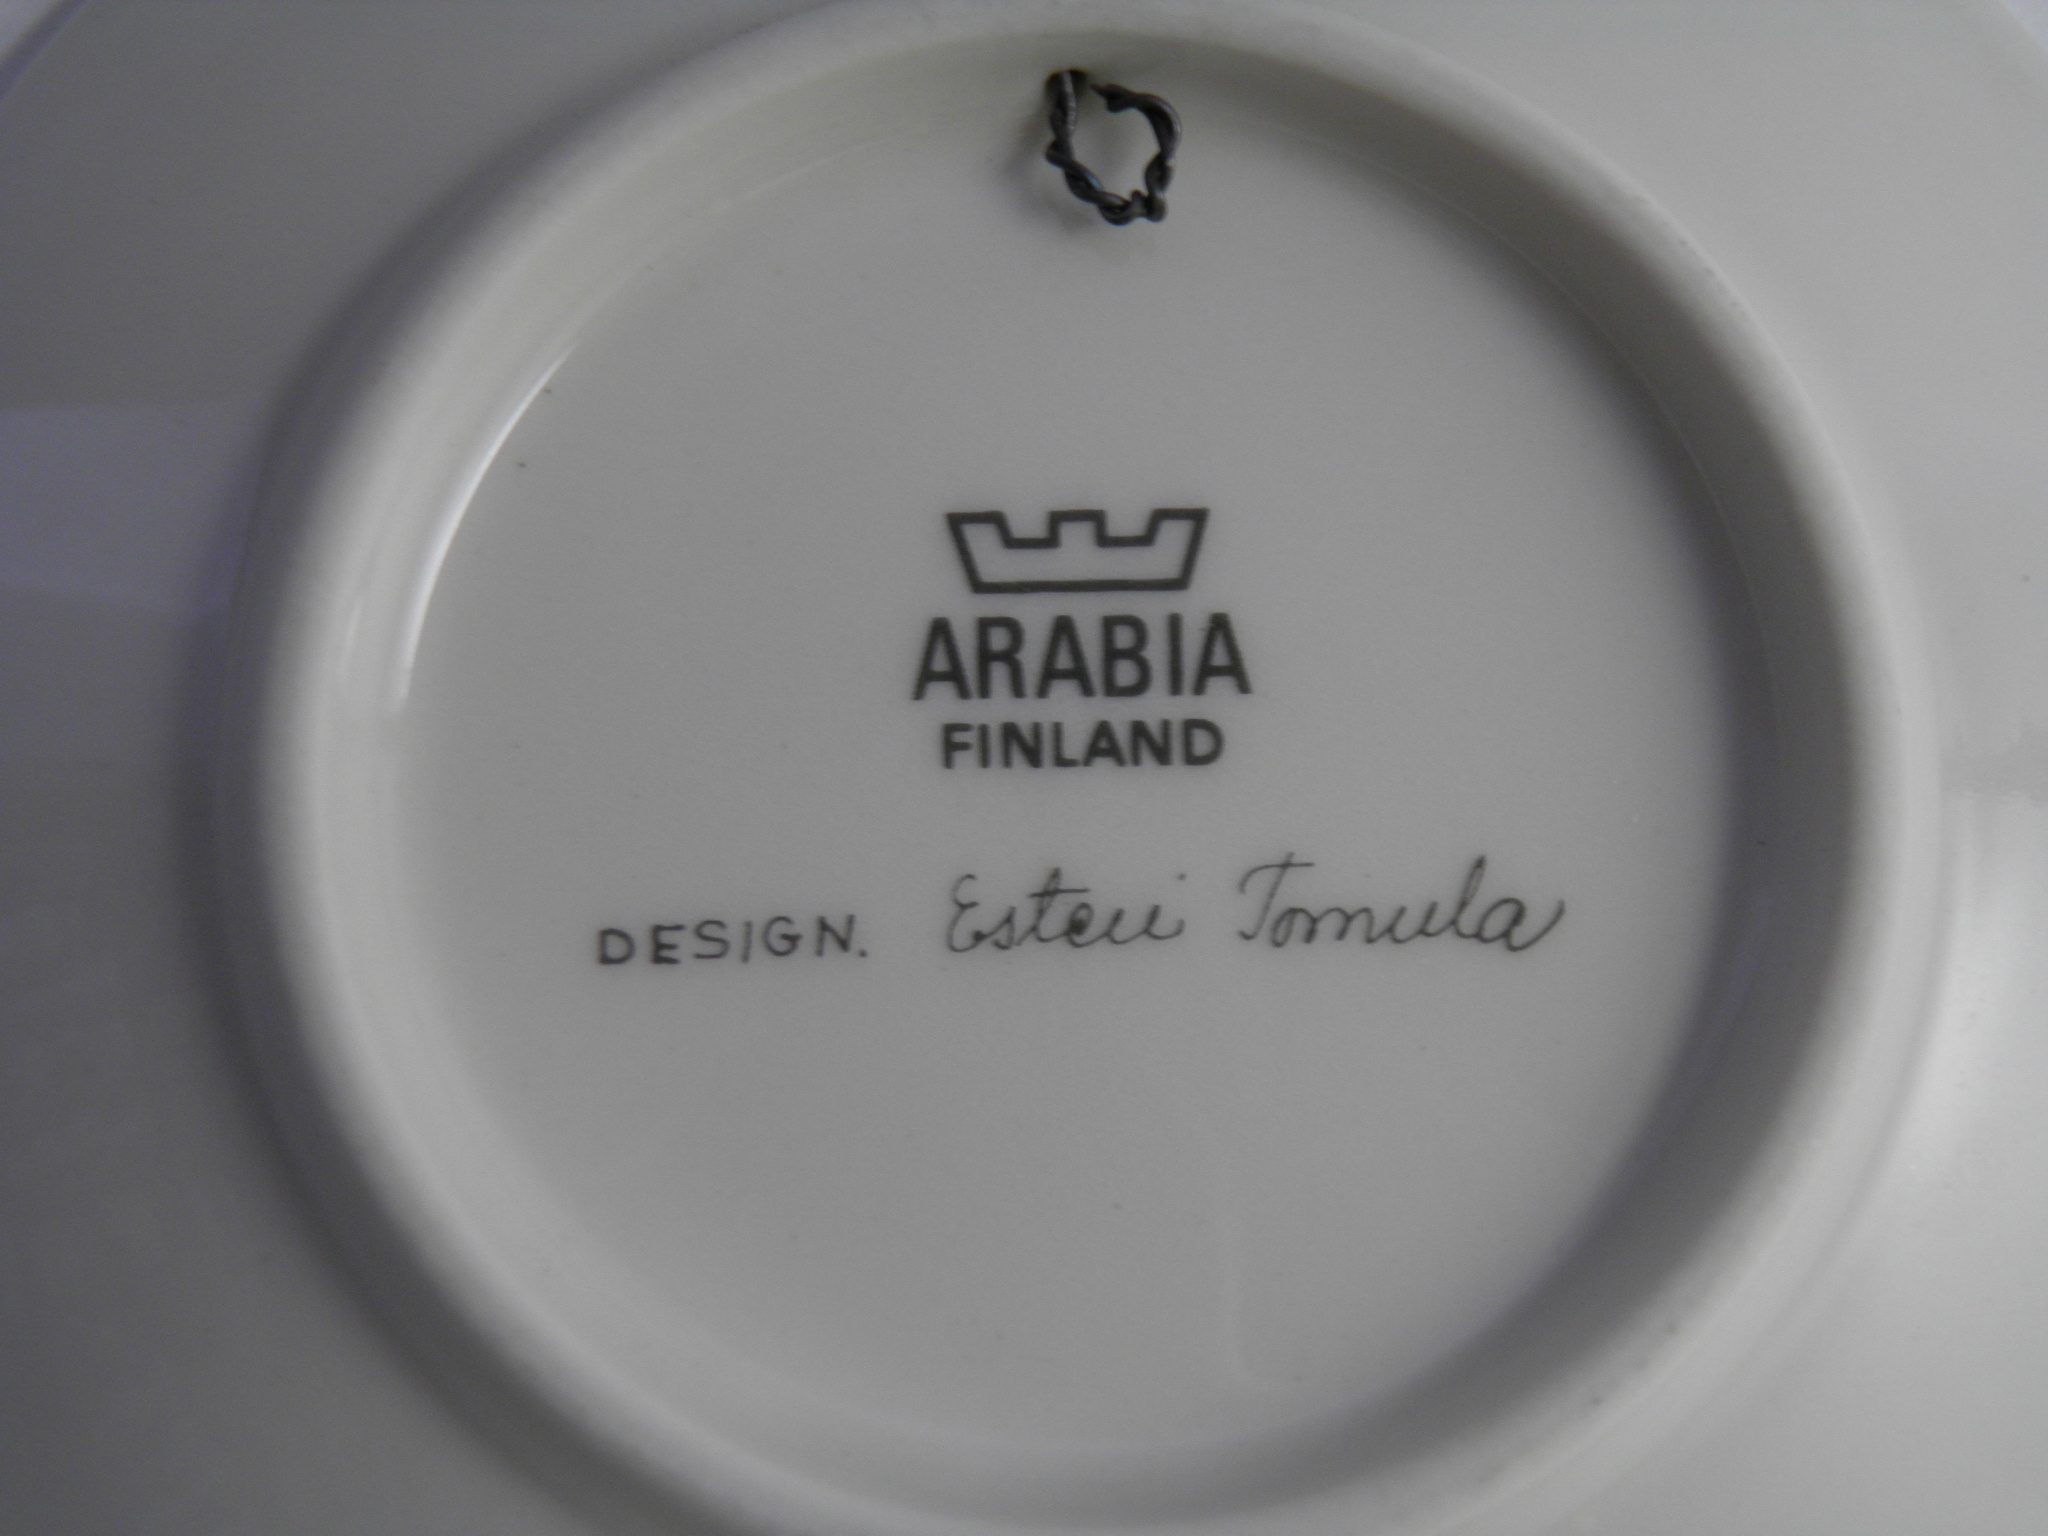 ARABIA
FINLAND
DESIGN. Esteri Tomula